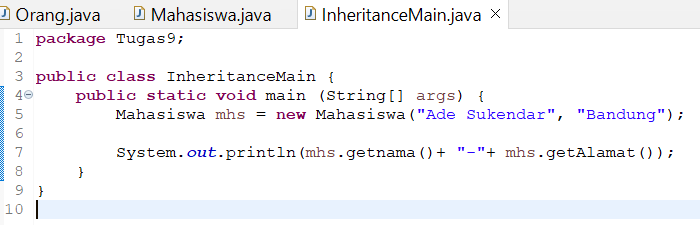 Orang.java Mahasiswa.java InheritanceMain.java
1 package Tugas9;
2
3 public class InheritanceMain {
4 public static void main (String[] args) {
5 Mahasiswa mhs = new Mahasiswa("Ade Sukendar", "Bandung");
6
7 System.out.println(mhs.getnama()+ "-"+ mhs.getAlamat());
8 }
9 }
10